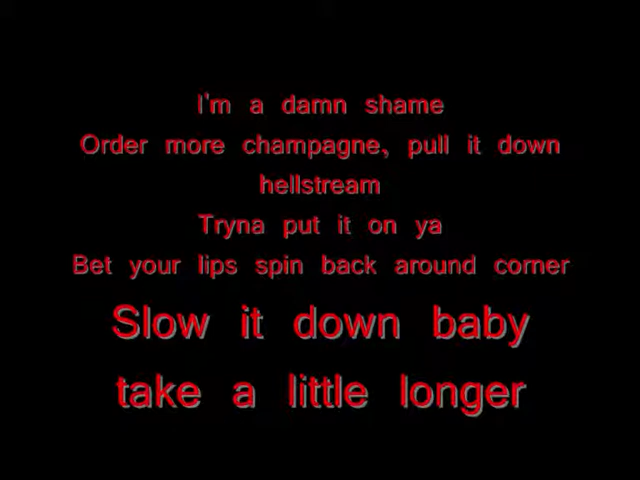 I'm a damn shame
Order more champagne, pull it down
hellstream
Tryna put it on ya
Bet your lips spin back around corner
Slow it down baby
take a little longer